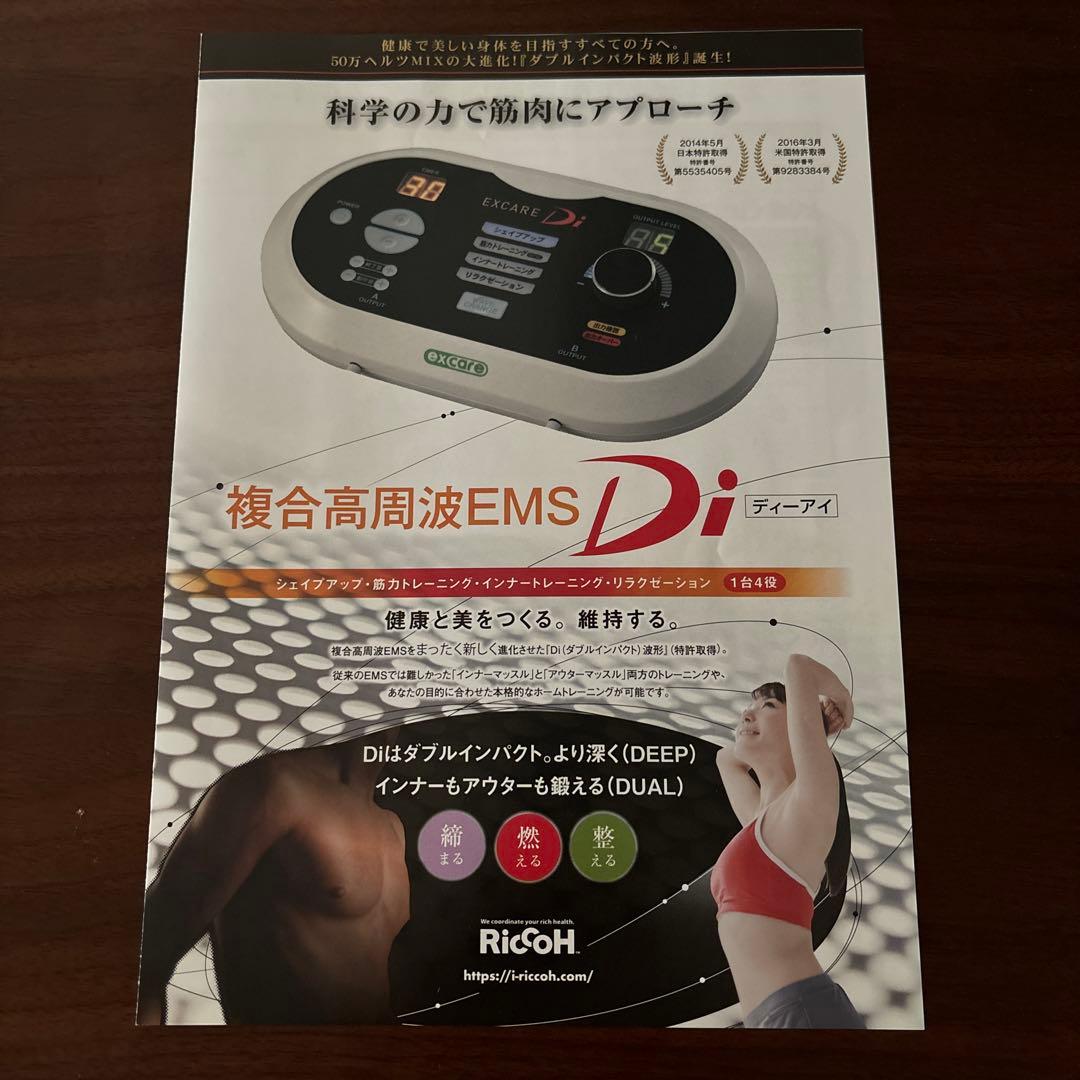 健康で美しい身体を目指すすべての方へ。
50万ヘルツMIXの大進化!『ダブルインパクト波形』誕生!
科学の力で筋肉にアプローチ
2014年5月
日本特許取得
特許番号
第5535405号
2016年3月
米国特許取得
特許番号
第9283384号
POWER
EXCARE Di
OUTPUT LEVEL
シェイプアップ
筋力トレーニング
インナートレーニング
リラクゼーション
WAVE CHANGE
A
OUTPUT
B
OUTPUT
出力確認
出力オーバー
excare
複合高周波EMS Di ディーアイ
シェイプアップ・筋力トレーニング・インナートレーニング・リラクゼーション 1台4役
健康と美をつくる。維持する。
複合高周波EMSをまったく新しく進化させた「Di(ダブルインパクト)波形」(特許取得)。
従来のEMSでは難しかった「インナーマッスル」と「アウターマッスル」両方のトレーニングや、
あなたの目的に合わせた本格的なホームトレーニングが可能です。
Diはダブルインパクト。より深く(DEEP)
インナーもアウターも鍛える(DUAL)
締まる
燃える
整える
We coordinate your rich health.
RiCCOH™
https://i-riccoh.com/